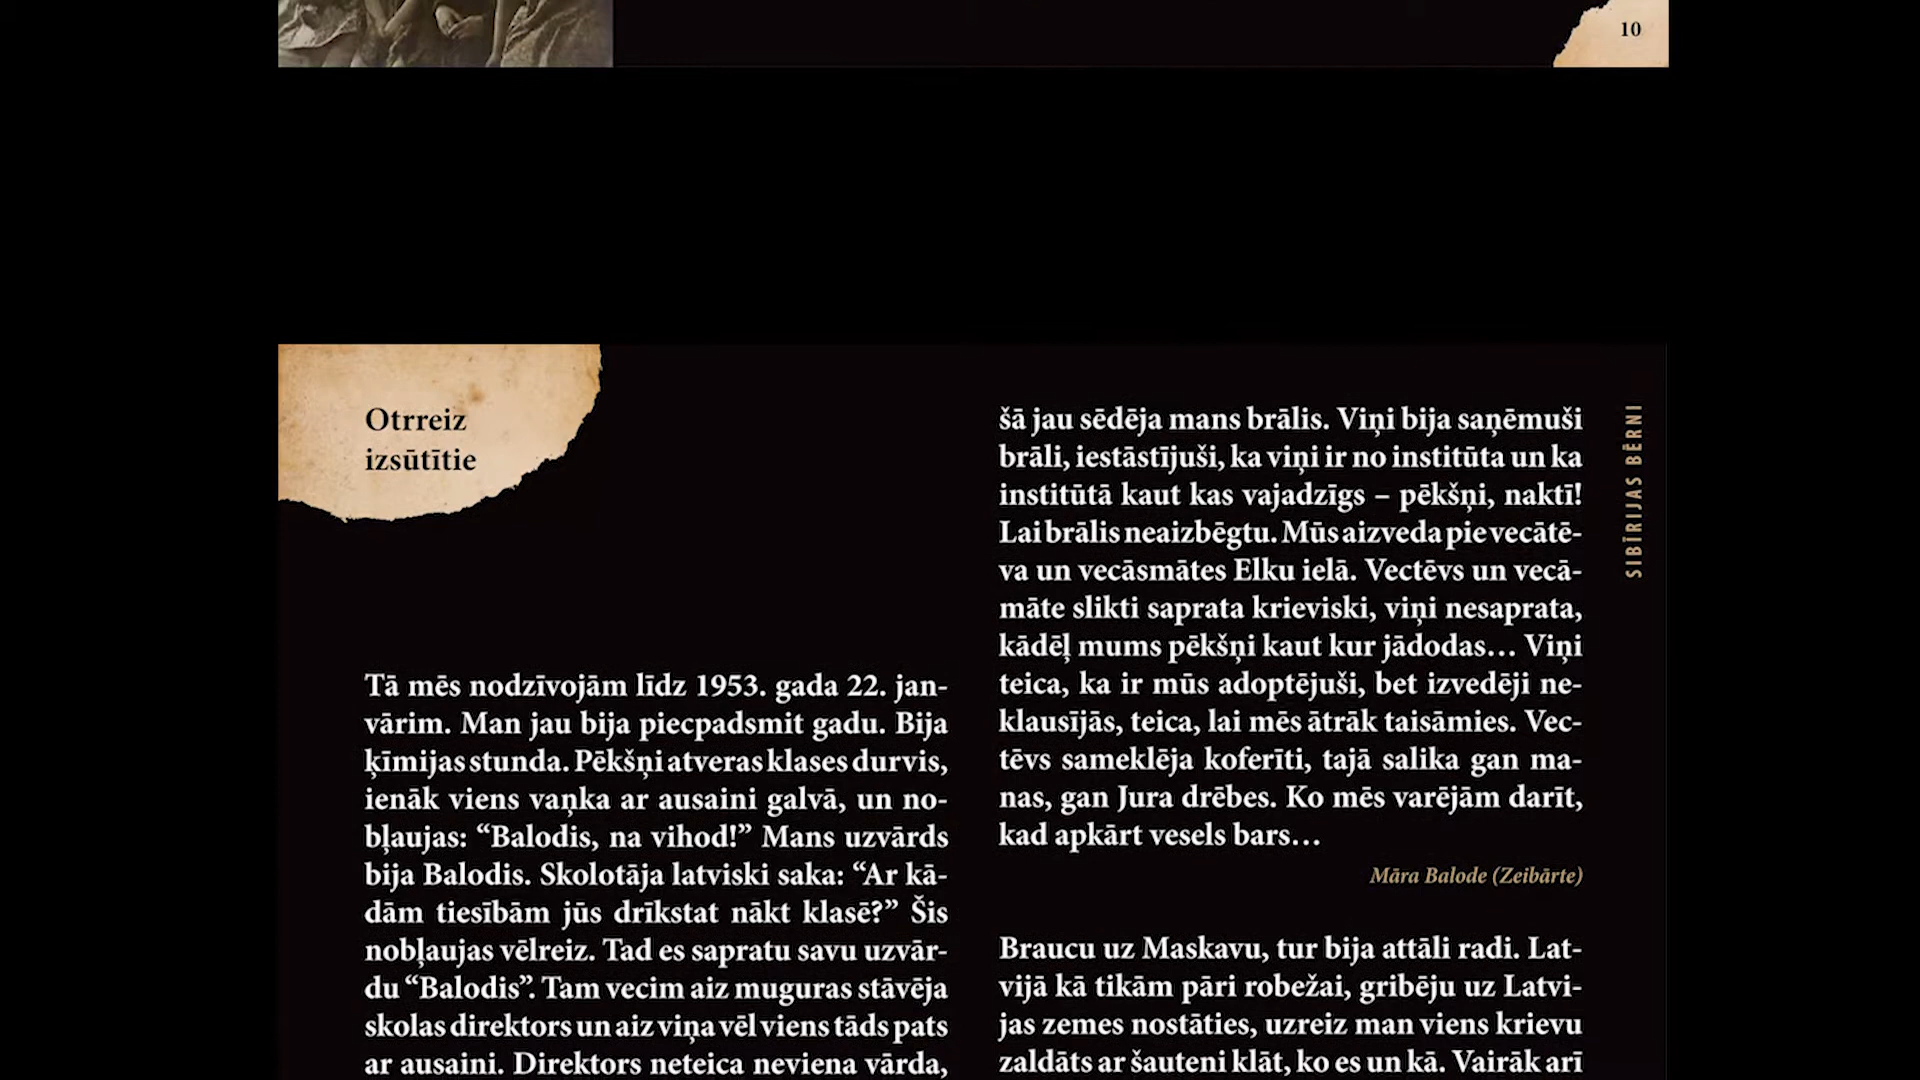 10
Otrreiz
izsūtītie
Tā mēs nodzīvojām līdz 1953. gada 22. jan-
vārim. Man jau bija piecpadsmit gadu. Bija
ķīmijas stunda. Pēkšņi atveras klases durvis,
ienāk viens vaņka ar ausaini galvā, un no-
bļaujas: “Balodis, na vihod!” Mans uzvārds
bija Balodis. Skolotāja latviski saka: “Ar kā-
dām tiesībām jūs drīkstat nākt klasē?” Šis
nobļaujas vēlreiz. Tad es sapratu savu uzvār-
du “Balodis”. Tam vecim aiz muguras stāvēja
skolas direktors un aiz viņa vēl viens tāds pats
ar ausaini. Direktors neteica neviena vārda,
šā jau sēdēja mans brālis. Viņi bija saņēmuši
brāli, iestāstījuši, ka viņi ir no institūta un ka
institūtā kaut kas vajadzīgs – pēkšņi, naktī!
Lai brālis neaizbēgtu. Mūs aizveda pie vecātē-
va un vecāsmātes Elku ielā. Vectēvs un vecā-
māte slikti saprata krieviski, viņi nesaprata,
kādēļ mums pēkšņi kaut kur jādodas… Viņi
teica, ka ir mūs adoptējuši, bet izvedēji ne-
klausījās, teica, lai mēs ātrāk taisāmies. Vec-
tēvs sameklēja koferīti, tajā salika gan ma-
nas, gan Jura drēbes. Ko mēs varējām darīt,
kad apkārt vesels bars…
Māra Balode (Zeibārte)
Braucu uz Maskavu, tur bija attāli radi. Lat-
vijā kā tikām pāri robežai, gribēju uz Latvi-
jas zemes nostāties, uzreiz man viens krievu
zaldāts ar šauteni klāt, ko es un kā. Vairāk arī
SIBĪRIJAS BĒRNI